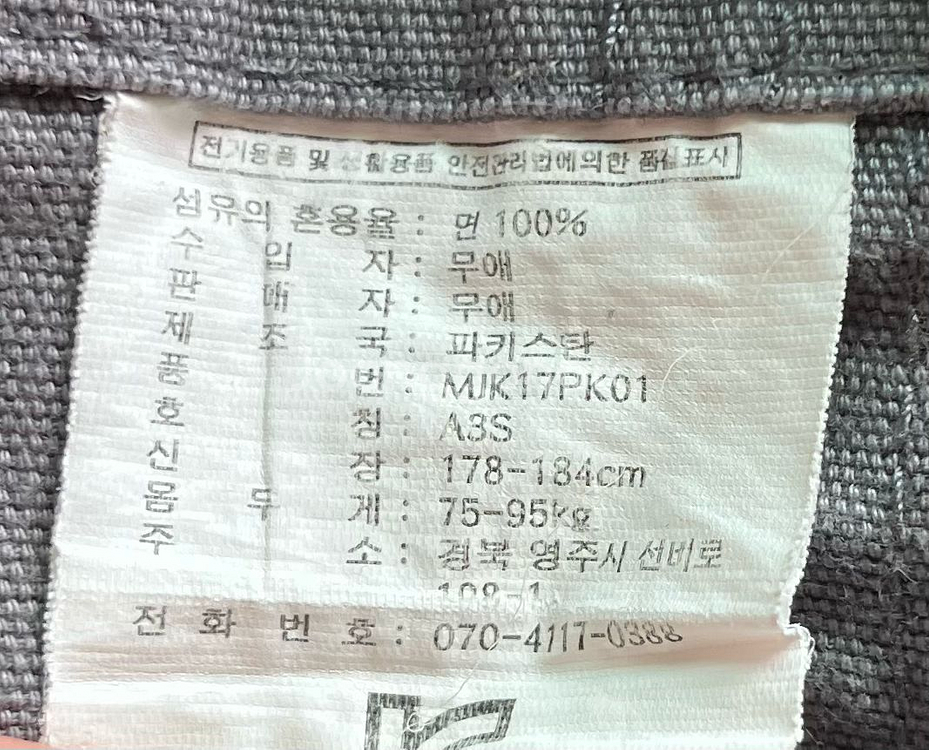 전기용품 및 생활용품 안전관리법에의한 품질표시
섬유의 혼용율 : 면 100%
수 입 자 : 무애
판 매 자 : 무애
제 조 국 : 파키스탄
품 번 : MJK17PK01
호 칭 : A3S
신 장 : 178-184cm
몸 무 게 : 75-95kg
주 소 : 경북 영주시 선비로
108-1
전 화 번 호 : 070-4117-0388